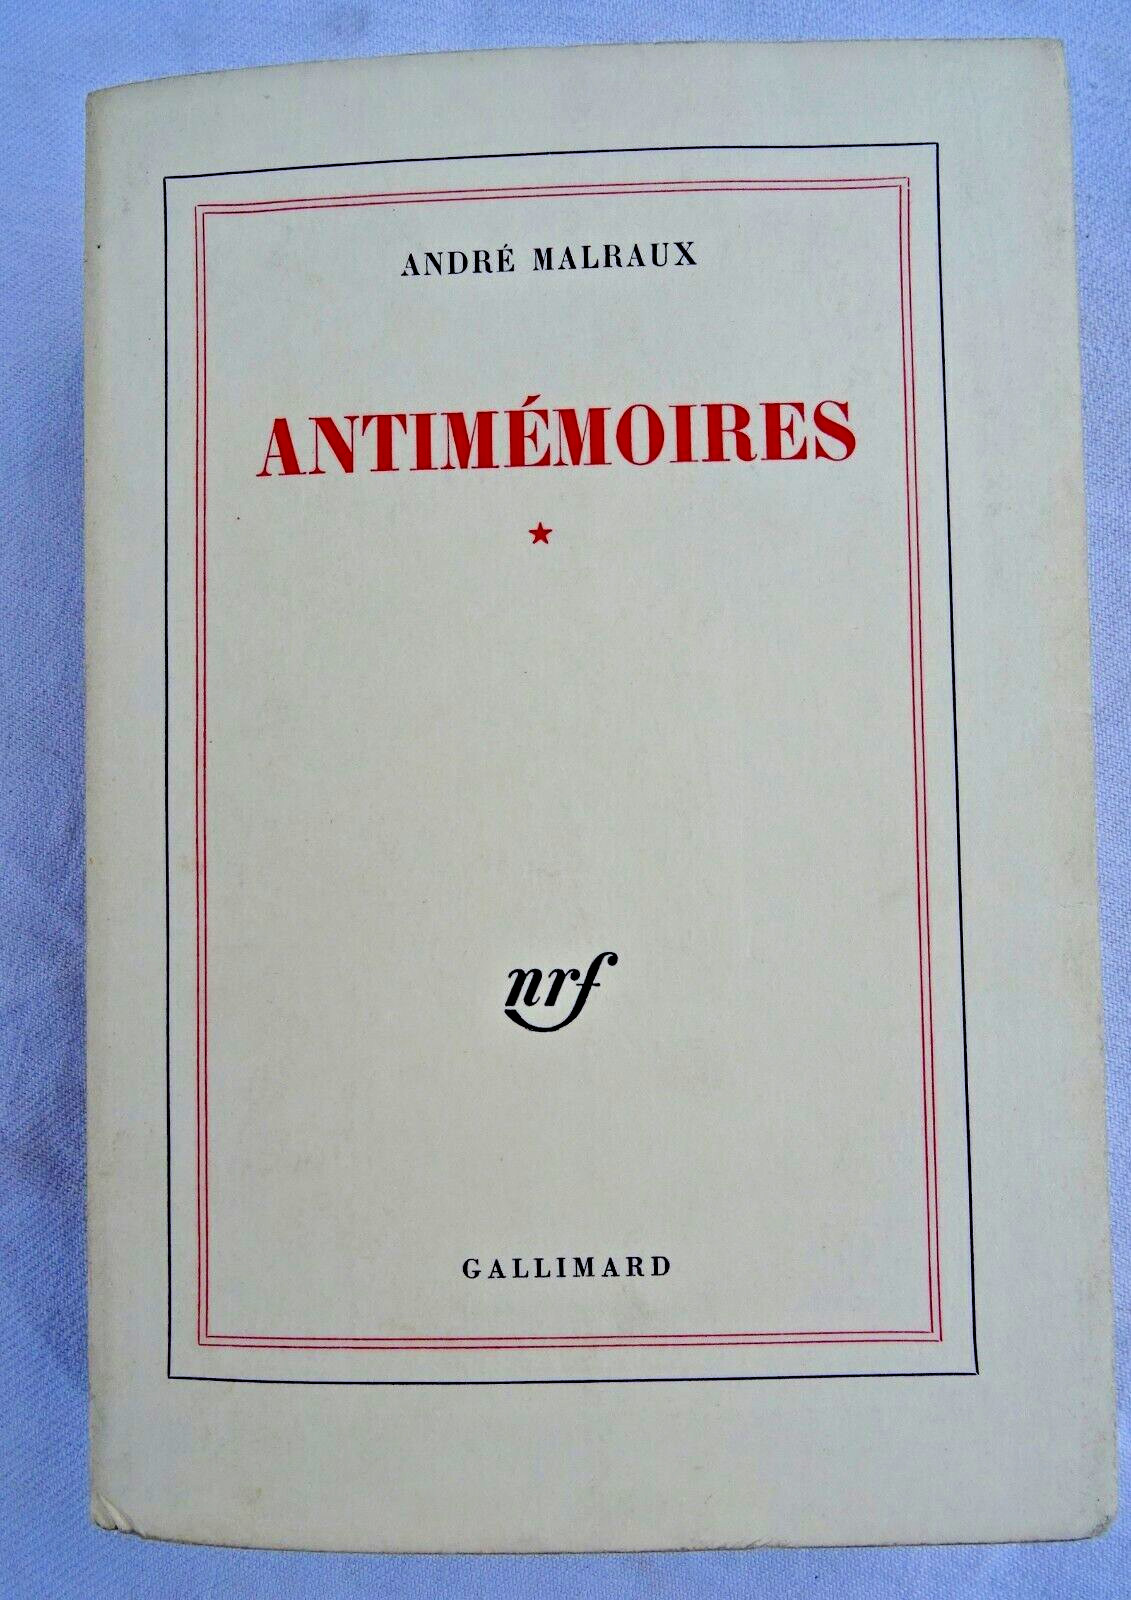 ANDRÉ MALRAUX
ANTIMÉMOIRES
★
nrf
GALLIMARD